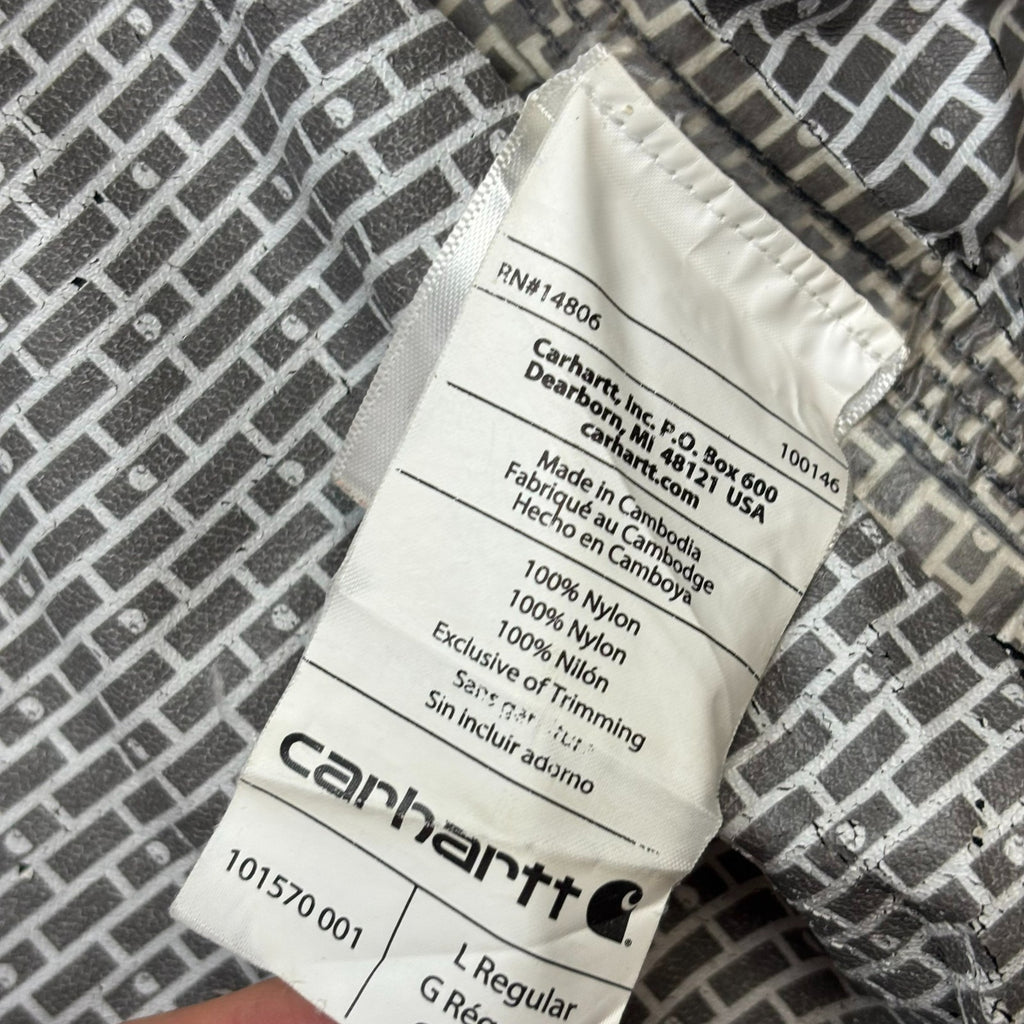 RN#14806
100146
Carhartt, Inc. P.O. Box 600
Dearborn, MI 48121 USA
carhartt.com
Made in Cambodia
Fabriqué au Cambodge
Hecho en Camboya
100% Nylon
100% Nylon
100% Nilón
Exclusive of Trimming
Sans
Sin incluir adorno
carhartt
101570 001
L Regular
G